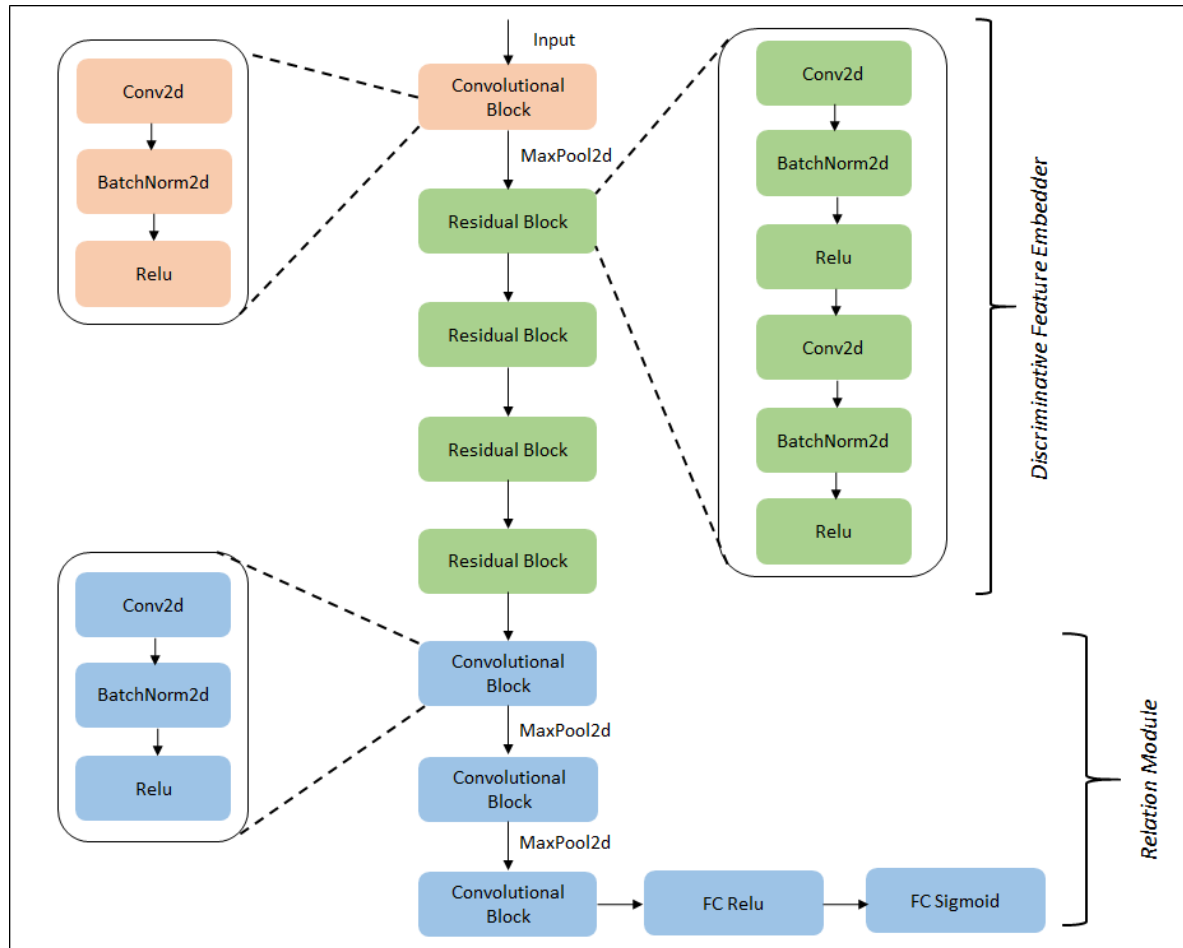 Input
Convolutional
Block
MaxPool2d
Residual Block
Residual Block
Residual Block
Residual Block
Conv2d
BatchNorm2d
Relu
Conv2d
BatchNorm2d
Relu
Conv2d
BatchNorm2d
Relu
Discriminative Feature Embedder
Convolutional
Block
MaxPool2d
Convolutional
Block
MaxPool2d
Convolutional
Block
FC Relu
FC Sigmoid
Conv2d
BatchNorm2d
Relu
Relation Module